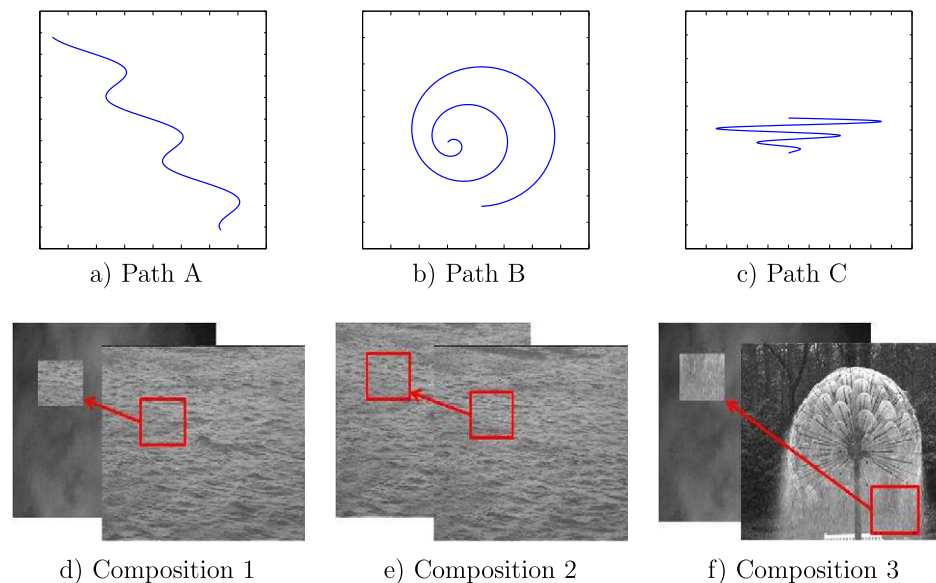 a) Path A
b) Path B
c) Path C
d) Composition 1
e) Composition 2
f) Composition 3